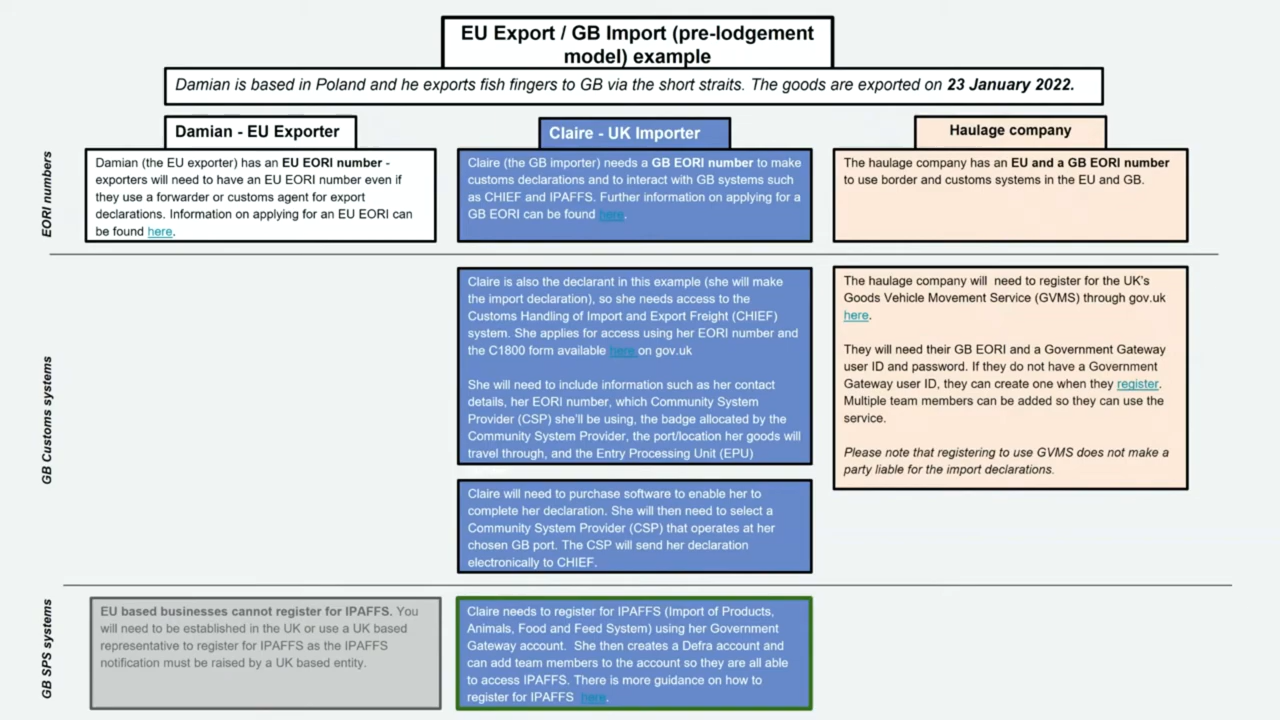 EU Export / GB Import (pre-lodgement
model) example
Damian is based in Poland and he exports fish fingers to GB via the short straits. The goods are exported on 23 January 2022.
Damian - EU Exporter
Claire - UK Importer
Haulage company
EORI numbers
Damian (the EU exporter) has an EU EORI number -
exporters will need to have an EU EORI number even if
they use a forwarder or customs agent for export
declarations. Information on applying for an EU EORI can
be found here.
Claire (the GB importer) needs a GB EORI number to make
customs declarations and to interact with GB systems such
as CHIEF and IPAFFS. Further information on applying for a
GB EORI can be found here.
The haulage company has an EU and a GB EORI number
to use border and customs systems in the EU and GB.
GB Customs systems
Claire is also the declarant in this example (she will make
the import declaration), so she needs access to the
Customs Handling of Import and Export Freight (CHIEF)
system. She applies for access using her EORI number and
the C1800 form available here on gov.uk
She will need to include information such as her contact
details, her EORI number, which Community System
Provider (CSP) she'll be using, the badge allocated by the
Community System Provider, the port/location her goods will
travel through, and the Entry Processing Unit (EPU)
Claire will need to purchase software to enable her to
complete her declaration. She will then need to select a
Community System Provider (CSP) that operates at her
chosen GB port. The CSP will send her declaration
electronically to CHIEF.
The haulage company will need to register for the UK's
Goods Vehicle Movement Service (GVMS) through gov.uk
here.
They will need their GB EORI and a Government Gateway
user ID and password. If they do not have a Government
Gateway user ID, they can create one when they register.
Multiple team members can be added so they can use the
service.
Please note that registering to use GVMS does not make a
party liable for the import declarations.
GB SPS systems
EU based businesses cannot register for IPAFFS. You
will need to be established in the UK or use a UK based
representative to register for IPAFFS as the IPAFFS
notification must be raised by a UK based entity.
Claire needs to register for IPAFFS (Import of Products,
Animals, Food and Feed System) using her Government
Gateway account. She then creates a Defra account and
can add team members to the account so they are all able
to access IPAFFS. There is more guidance on how to
register for IPAFFS here.